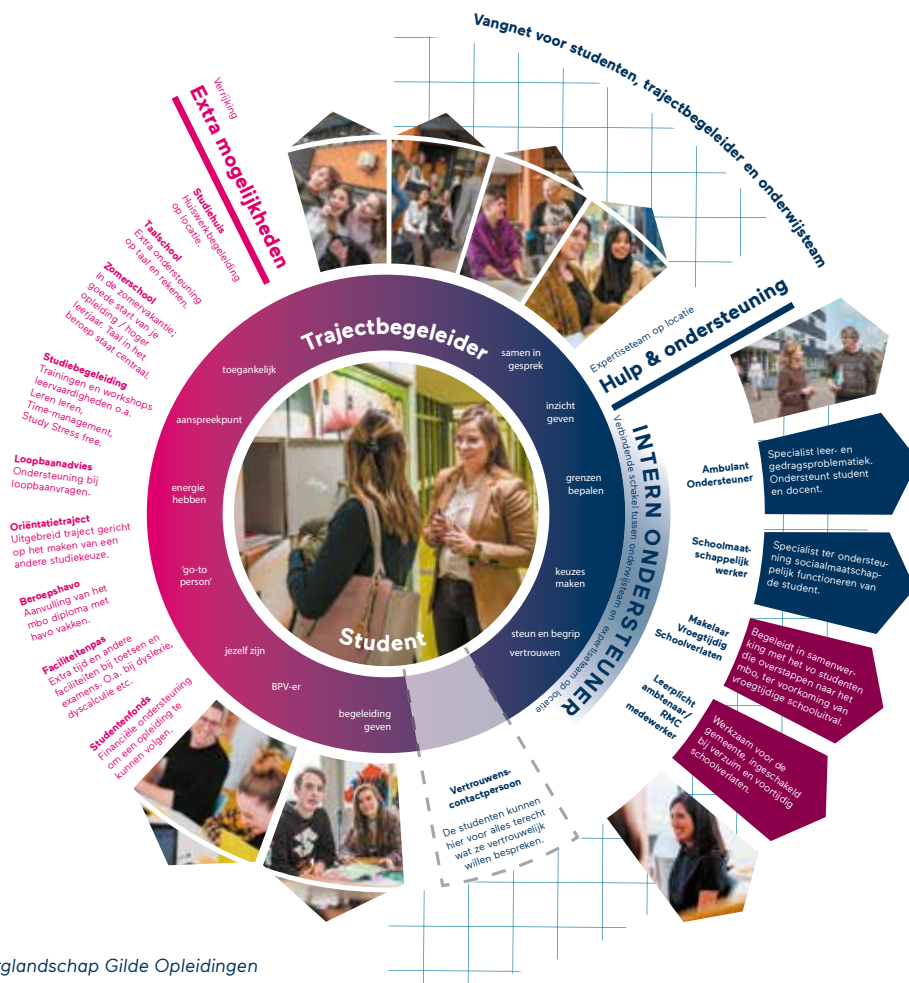 Vangnet voor studenten, trajectbegeleider en onderwijsteam
Verrijking
Extra mogelijkheden
Studiehuis
Huiswerkbegeleiding
op locatie.
Taalschool
Extra ondersteuning
op taal en rekenen.
Zomerschool
In de zomervakantie:
goede start van je
opleiding / hoger
leerjaar. Taal in het
beroep staat centraal.
Studiebegeleiding
Trainingen en workshops
leervaardigheden o.a.
Leren leren,
Time-management,
Study Stress free.
Loopbaanadvies
Ondersteuning bij
loopbaanvragen.
Oriëntatietraject
Uitgebreid traject gericht
op het maken van een
andere studiekeuze.
Beroepshavo
Aanvulling van het
mbo diploma met
havo vakken.
Faciliteitenpas
Extra tijd en andere
faciliteiten bij toetsen en
examens. O.a. bij dyslexie,
dyscalculie etc.
Studentenfonds
Financiële ondersteuning
om een opleiding te
kunnen volgen.
Trajectbegeleider
toegankelijk
aanspreekpunt
energie
hebben
'go-to
person'
jezelf zijn
BPV-er
begeleiding
geven
samen in
gesprek
inzicht
geven
grenzen
bepalen
keuzes
maken
steun en begrip
vertrouwen
Student
Expertiseteam op locatie
Hulp & ondersteuning
INTERN ONDERSTEUNER
Verbindende schakel tussen onderwijsteam en expertiseteam op locatie
Ambulant
Ondersteuner
Specialist leer- en
gedragsproblematiek.
Ondersteunt student
en docent.
Schoolmaat-
schappelijk
werker
Specialist ter ondersteu-
ning sociaalmaatschap-
pelijk functioneren van
de student.
Makelaar
Vroegtijdig
Schoolverlaten
Begeleidt in samenwer-
king met het vo studenten
die overstappen naar het
mbo, ter voorkoming van
vroegtijdige schooluitval.
Leerplicht
ambtenaar/
RMC
medewerker
Werkzaam voor de
gemeente, ingeschakeld
bij verzuim en voortijdig
schoolverlaten.
Vertrouwens-
contactpersoon
De studenten kunnen
hier voor alles terecht
wat ze vertrouwelijk
willen bespreken.
rglandschap Gilde Opleidingen